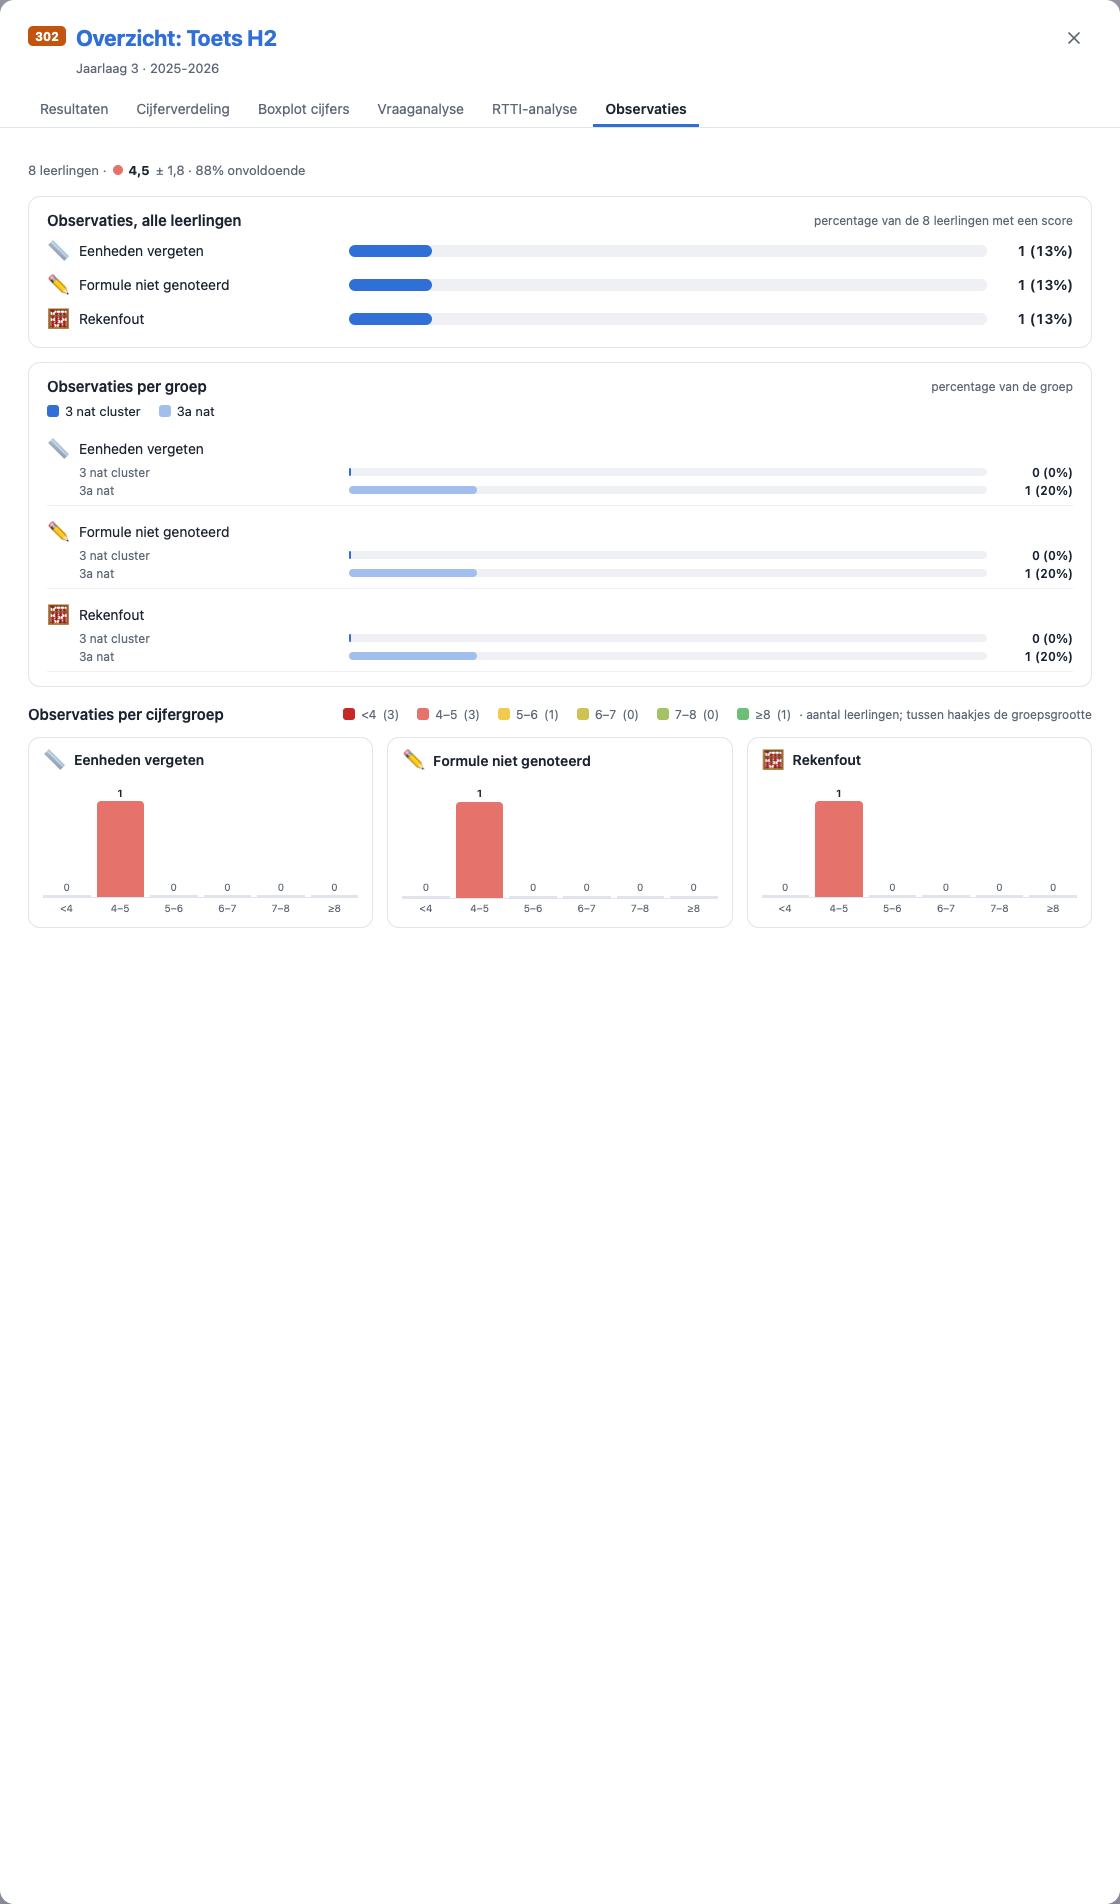 302 Overzicht: Toets H2
Jaarlaag 3 · 2025-2026
Resultaten Cijferverdeling Boxplot cijfers Vraaganalyse RTTI-analyse Observaties
8 leerlingen · 4,5 ± 1,8 · 88% onvoldoende
Observaties, alle leerlingen percentage van de 8 leerlingen met een score
Eenheden vergeten 1 (13%)
Formule niet genoteerd 1 (13%)
Rekenfout 1 (13%)
Observaties per groep percentage van de groep
3 nat cluster 3a nat
Eenheden vergeten
3 nat cluster 0 (0%)
3a nat 1 (20%)
Formule niet genoteerd
3 nat cluster 0 (0%)
3a nat 1 (20%)
Rekenfout
3 nat cluster 0 (0%)
3a nat 1 (20%)
Observaties per cijfergroep <4 (3) 4–5 (3) 5–6 (1) 6–7 (0) 7–8 (0) ≥8 (1) · aantal leerlingen; tussen haakjes de groepsgrootte
Eenheden vergeten
1
0 0 0 0 0
<4 4–5 5–6 6–7 7–8 ≥8
Formule niet genoteerd
1
0 0 0 0 0
<4 4–5 5–6 6–7 7–8 ≥8
Rekenfout
1
0 0 0 0 0
<4 4–5 5–6 6–7 7–8 ≥8